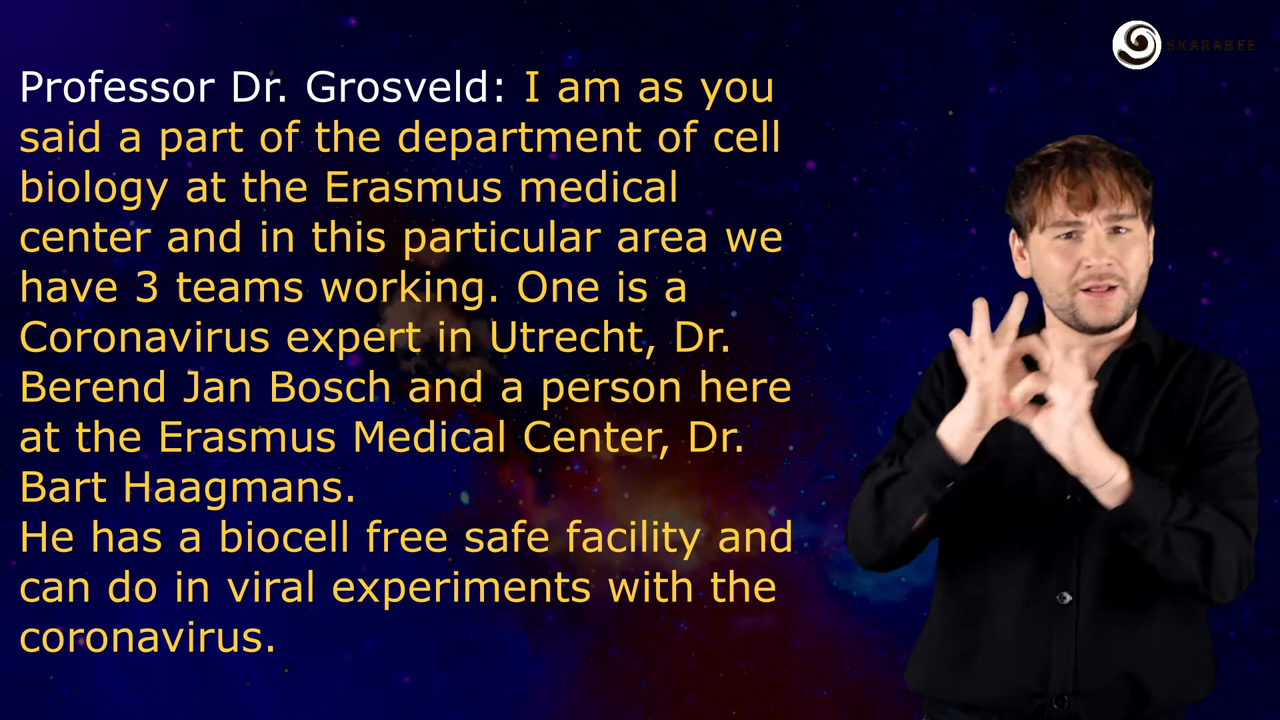 SKARABEE
Professor Dr. Grosveld: I am as you
said a part of the department of cell
biology at the Erasmus medical
center and in this particular area we
have 3 teams working. One is a
Coronavirus expert in Utrecht, Dr.
Berend Jan Bosch and a person here
at the Erasmus Medical Center, Dr.
Bart Haagmans.
He has a biocell free safe facility and
can do in viral experiments with the
coronavirus.